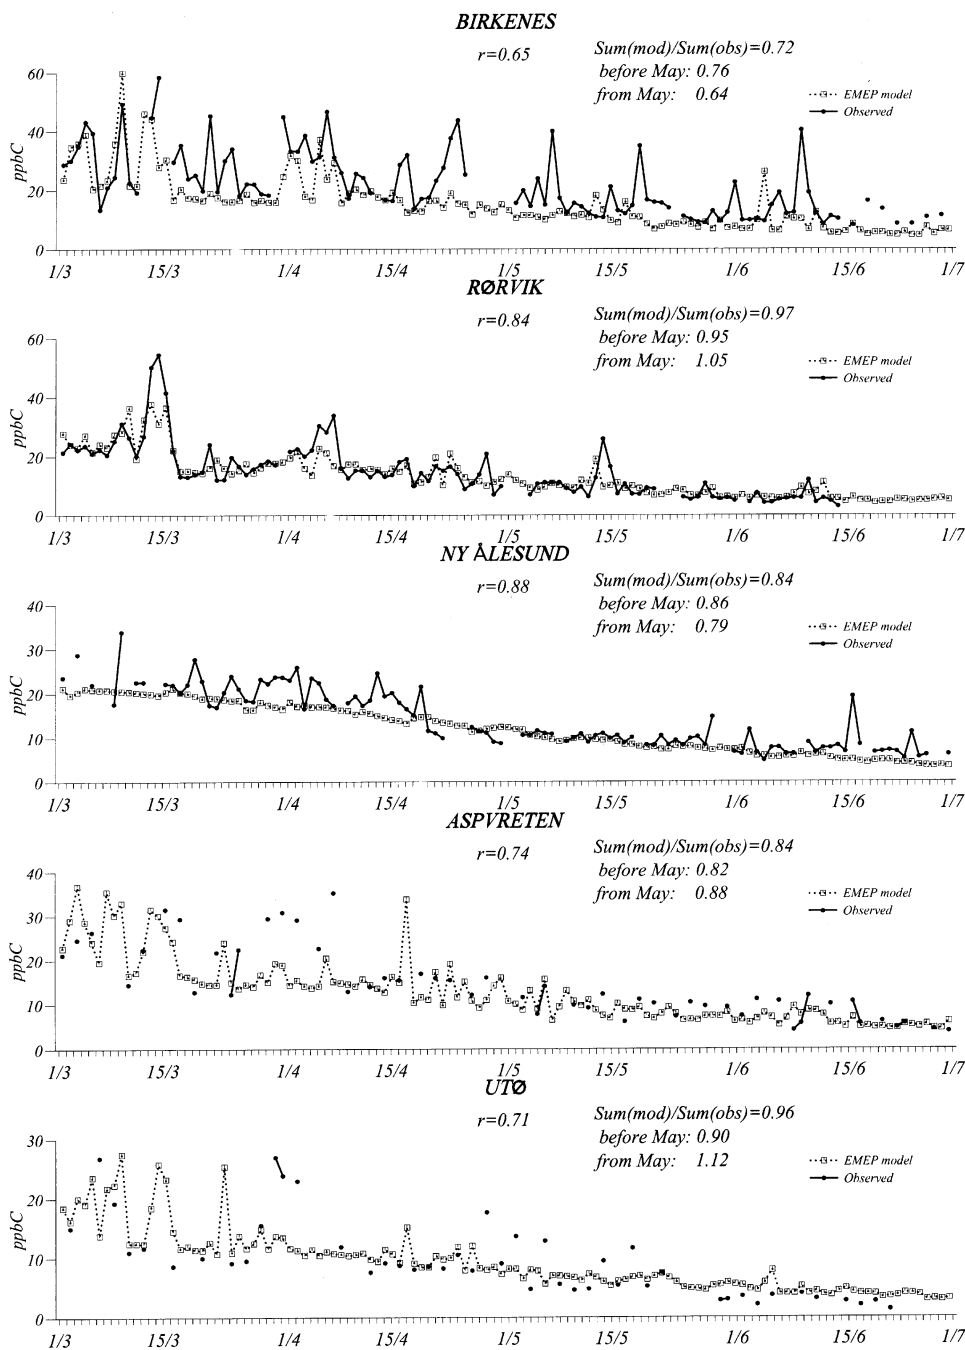 BIRKENES
r=0.65
Sum(mod)/Sum(obs)=0.72
before May: 0.76
from May: 0.64
EMEP model
Observed
ppbC
60
40
20
0
1/3 15/3 1/4 15/4 1/5 15/5 1/6 15/6 1/7
RØRVIK
r=0.84
Sum(mod)/Sum(obs)=0.97
before May: 0.95
from May: 1.05
EMEP model
Observed
ppbC
60
40
20
0
1/3 15/3 1/4 15/4 1/5 15/5 1/6 15/6 1/7
NY ÅLESUND
r=0.88
Sum(mod)/Sum(obs)=0.84
before May: 0.86
from May: 0.79
EMEP model
Observed
ppbC
40
30
20
10
0
1/3 15/3 1/4 15/4 1/5 15/5 1/6 15/6 1/7
ASPVRETEN
r=0.74
Sum(mod)/Sum(obs)=0.84
before May: 0.82
from May: 0.88
EMEP model
Observed
ppbC
40
30
20
10
0
1/3 15/3 1/4 15/4 1/5 15/5 1/6 15/6 1/7
UTØ
r=0.71
Sum(mod)/Sum(obs)=0.96
before May: 0.90
from May: 1.12
EMEP model
Observed
ppbC
30
20
10
0
1/3 15/3 1/4 15/4 1/5 15/5 1/6 15/6 1/7